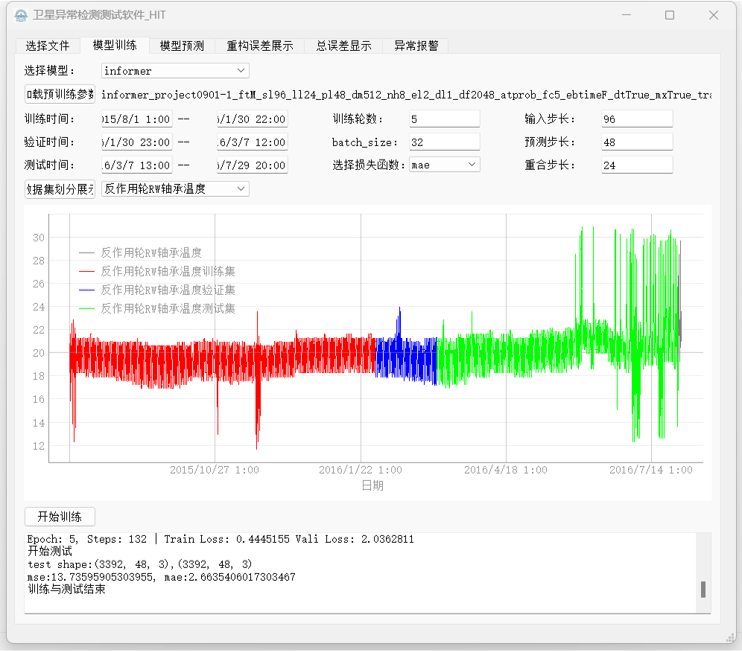 卫星异常检测测试软件_HIT
选择文件 模型训练 模型预测 重构误差展示 总误差显示 异常报警
选择模型: informer
加载预训练参数 informer_project0901-1_ftM_sl96_ll24_pl48_dm512_nh8_el2_dl1_df2048_atprob_fc5_ebtimeF_dtTrue_mxTrue_tra
训练时间: 015/8/1 1:00 -- 6/1/30 22:00 训练轮数: 5 输入步长: 96
验证时间: 6/1/30 23:00 -- 6/3/7 12:00 batch_size: 32 预测步长: 48
测试时间: 16/3/7 13:00 -- 6/7/29 20:00 选择损失函数: mae 重合步长: 24
数据集划分展示 反作用轮RW轴承温度
30
28
26
24
22
20
18
16
14
12
反作用轮RW轴承温度
反作用轮RW轴承温度训练集
反作用轮RW轴承温度验证集
反作用轮RW轴承温度测试集
2015/10/27 1:00 2016/1/22 1:00 2016/4/18 1:00 2016/7/14 1:00
日期
开始训练
Epoch: 5, Steps: 132 | Train Loss: 0.4445155 Vali Loss: 2.0362811
开始测试
test shape:(3392, 48, 3),(3392, 48, 3)
mse:13.73595905303955, mae:2.6635406017303467
训练与测试结束